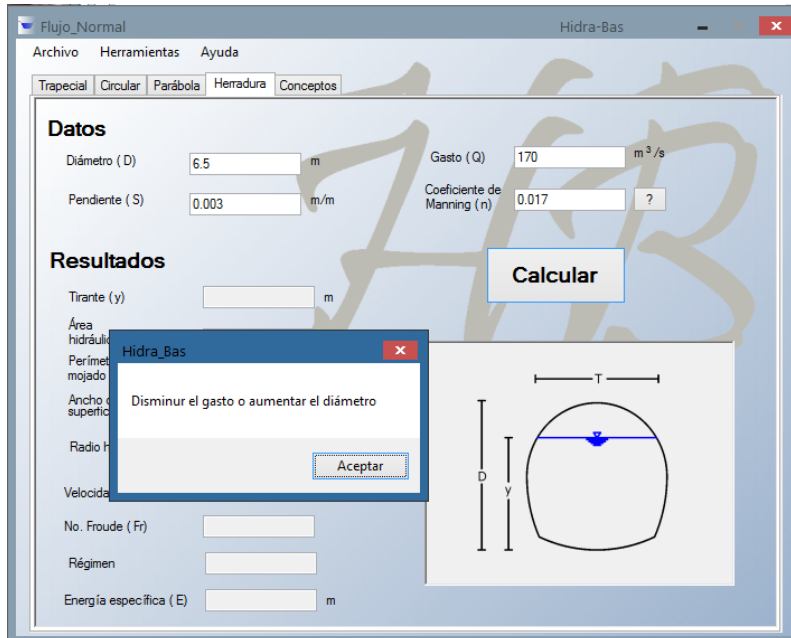 Flujo_Normal Hidra-Bas
Archivo Herramientas Ayuda
Trapecial Circular Parábola Herradura Conceptos
HB
Datos
Diámetro ( D) 6.5 m Gasto ( Q) 170 m 3 /s
Pendiente ( S) 0.003 m/m Coeficiente de
Manning ( n) 0.017 ?
Resultados
Calcular
Tirante ( y) m
Área
hidráulic
Perímet
mojado
Ancho d
superfic
Radio h
Velocida
Hidra_Bas
Disminur el gasto o aumentar el diámetro
Aceptar
No. Froude ( Fr)
Régimen
Energía específica ( E) m
T
D
y